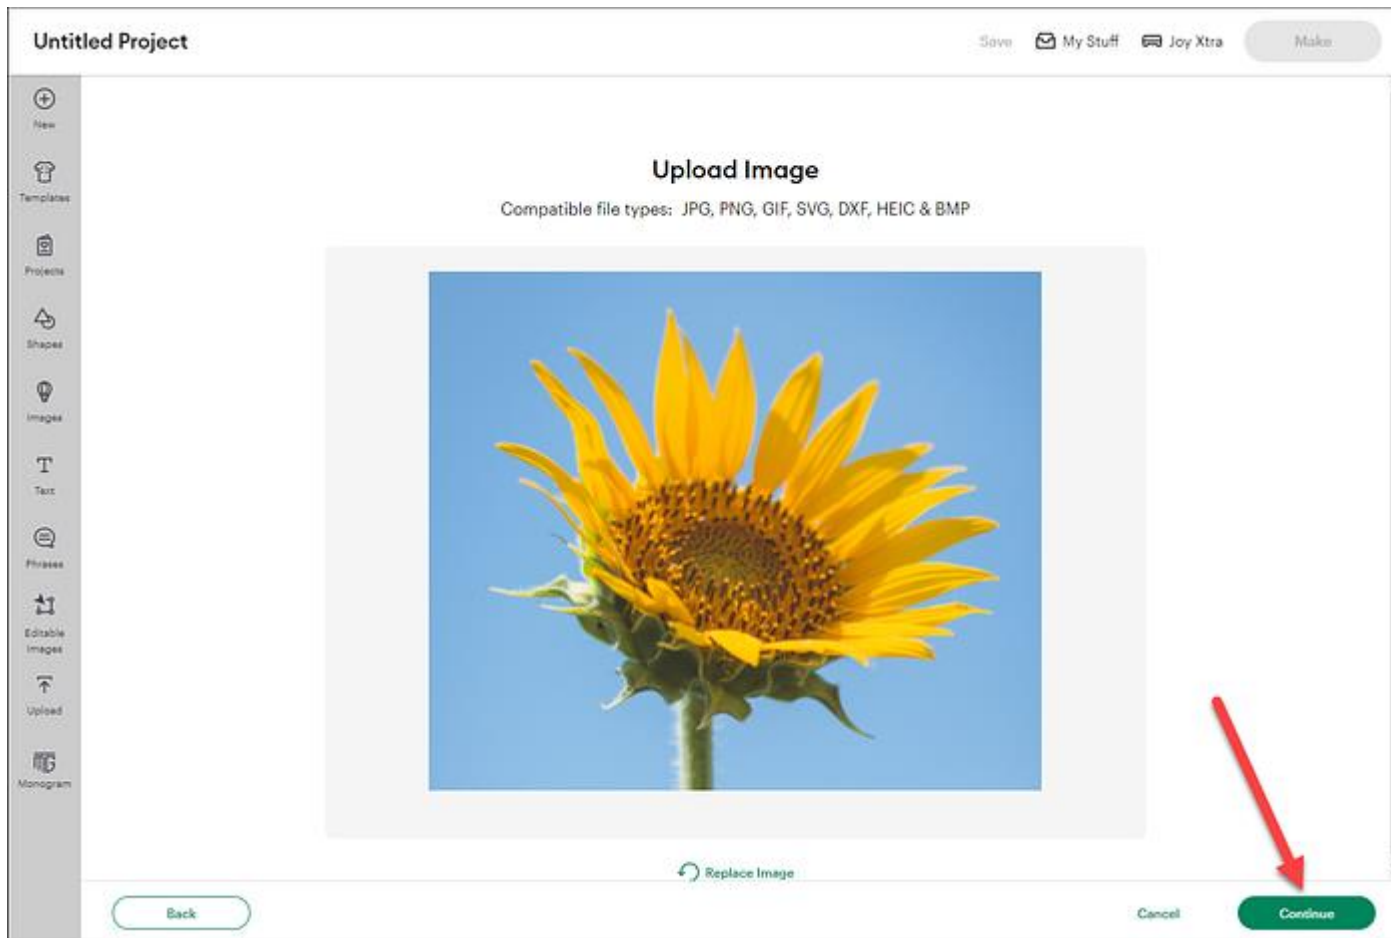 Untitled Project
Save
My Stuff
Joy Xtra
Make
New
Templates
Projects
Shapes
Images
Text
Phrases
Editable
Images
Upload
Monogram
Upload Image
Compatible file types: JPG, PNG, GIF, SVG, DXF, HEIC & BMP
Replace Image
Back
Cancel
Continue